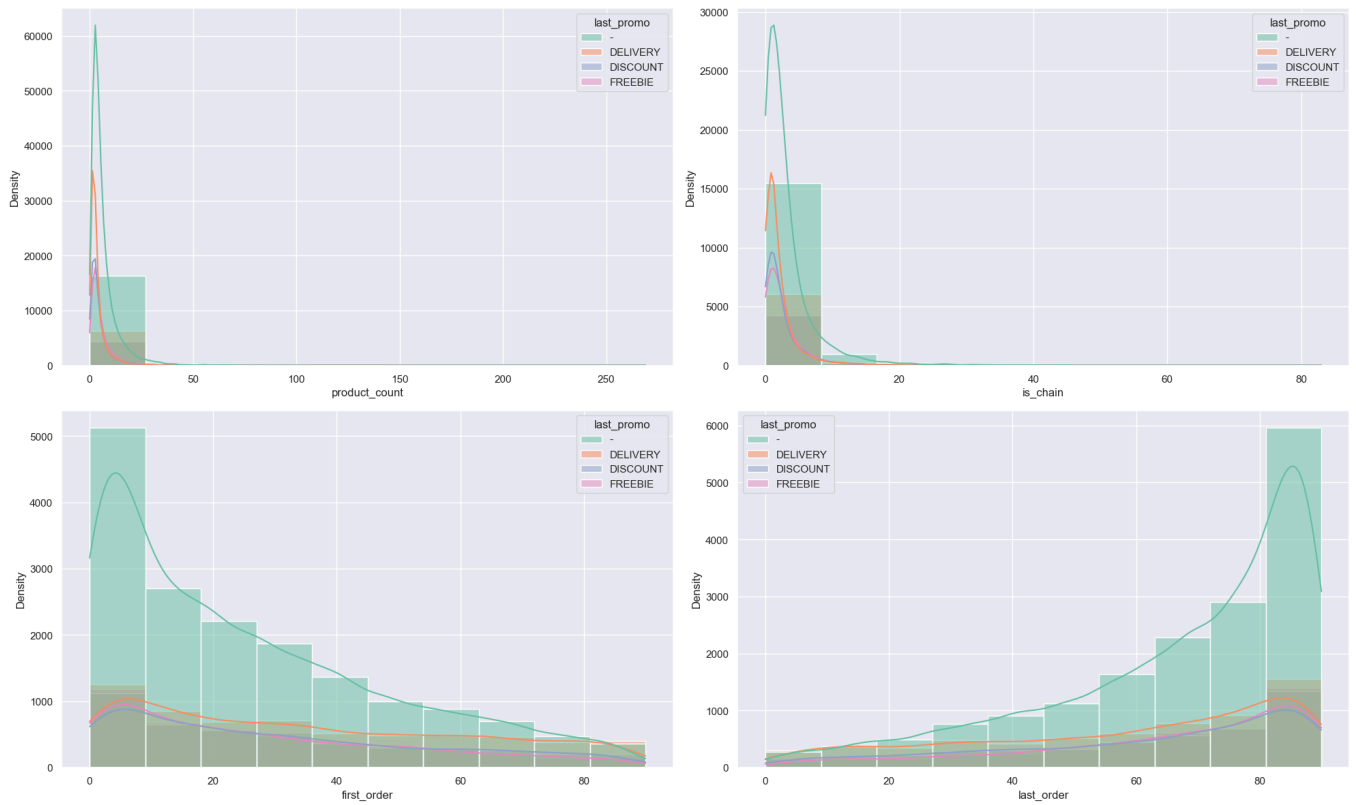 last_promo
-
DELIVERY
DISCOUNT
FREEBIE
60000
50000
40000
30000
20000
10000
0
Density
0 50 100 150 200 250
product_count
last_promo
-
DELIVERY
DISCOUNT
FREEBIE
30000
25000
20000
15000
10000
5000
0
Density
0 20 40 60 80
is_chain
last_promo
-
DELIVERY
DISCOUNT
FREEBIE
5000
4000
3000
2000
1000
0
Density
0 20 40 60 80
first_order
last_promo
-
DELIVERY
DISCOUNT
FREEBIE
6000
5000
4000
3000
2000
1000
0
Density
0 20 40 60 80
last_order